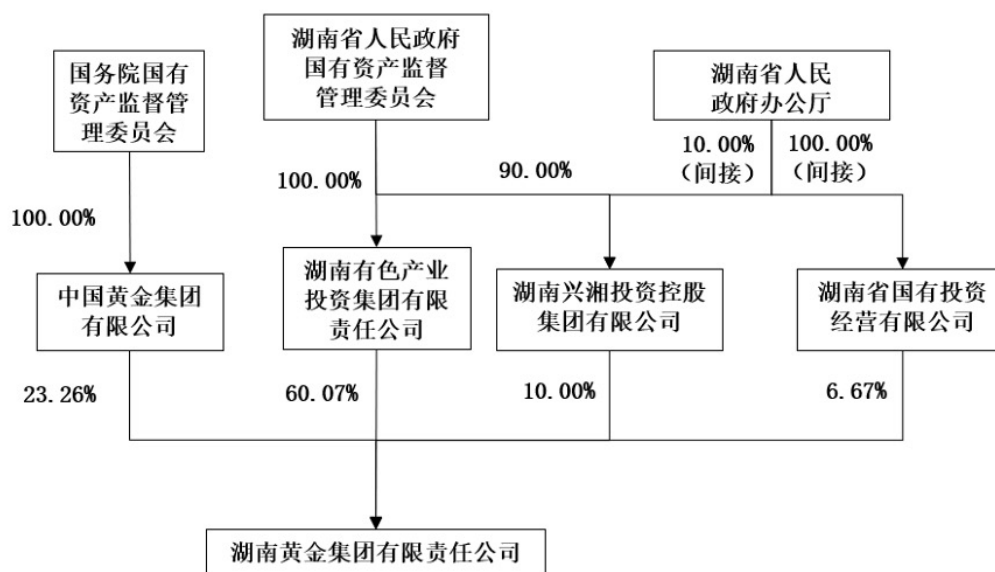 国务院国有
资产监督管
理委员会
湖南省人民政府
国有资产监督
管理委员会
湖南省人民
政府办公厅
100.00%
100.00%
90.00%
10.00%
(间接)
100.00%
(间接)
中国黄金集团
有限公司
湖南有色产业
投资集团有限
责任公司
湖南兴湘投资控股
集团有限公司
湖南省国有投资
经营有限公司
23.26%
60.07%
10.00%
6.67%
湖南黄金集团有限责任公司